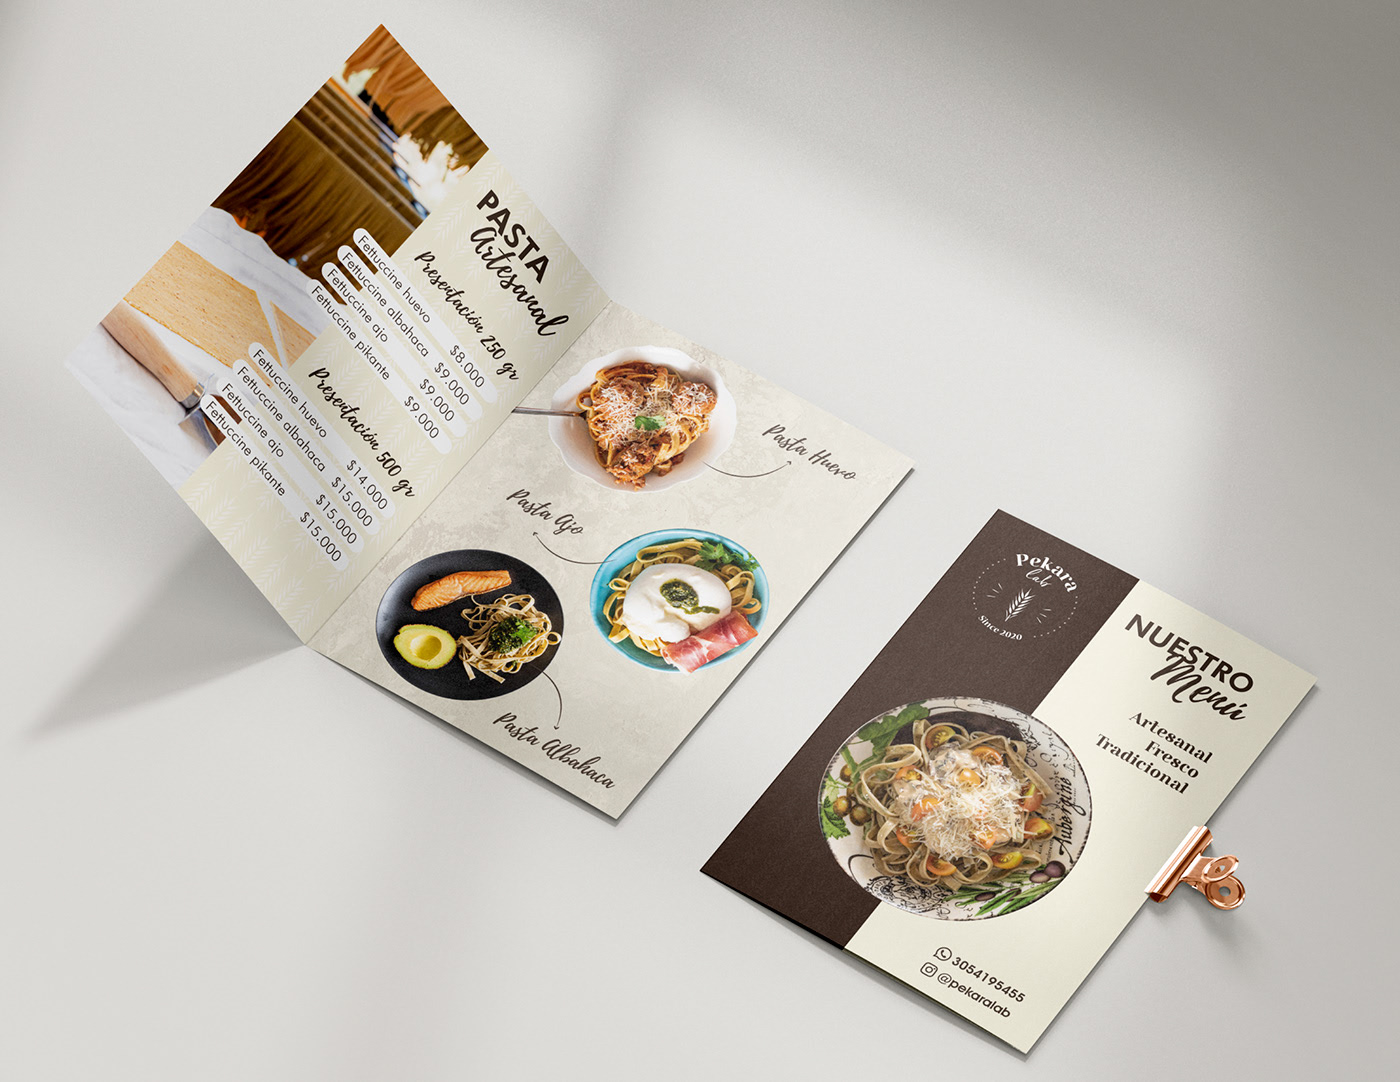 PASTA
Artesanal
Presentación 250 gr
Fettuccine huevo $8.000
Fettuccine albahaca $9.000
Fettuccine ajo $9.000
Fettuccine pikante $9.000
Presentación 500 gr
Fettuccine huevo $14.000
Fettuccine albahaca $15.000
Fettuccine ajo $15.000
Fettuccine pikante $15.000
Pasta Huevo
Pasta Ajo
Pasta Albahaca
Pekara
lab
Since 2020
NUESTRO
Menú
Artesanal
Fresco
Tradicional
Aubergine
3054195455
@pekaralab